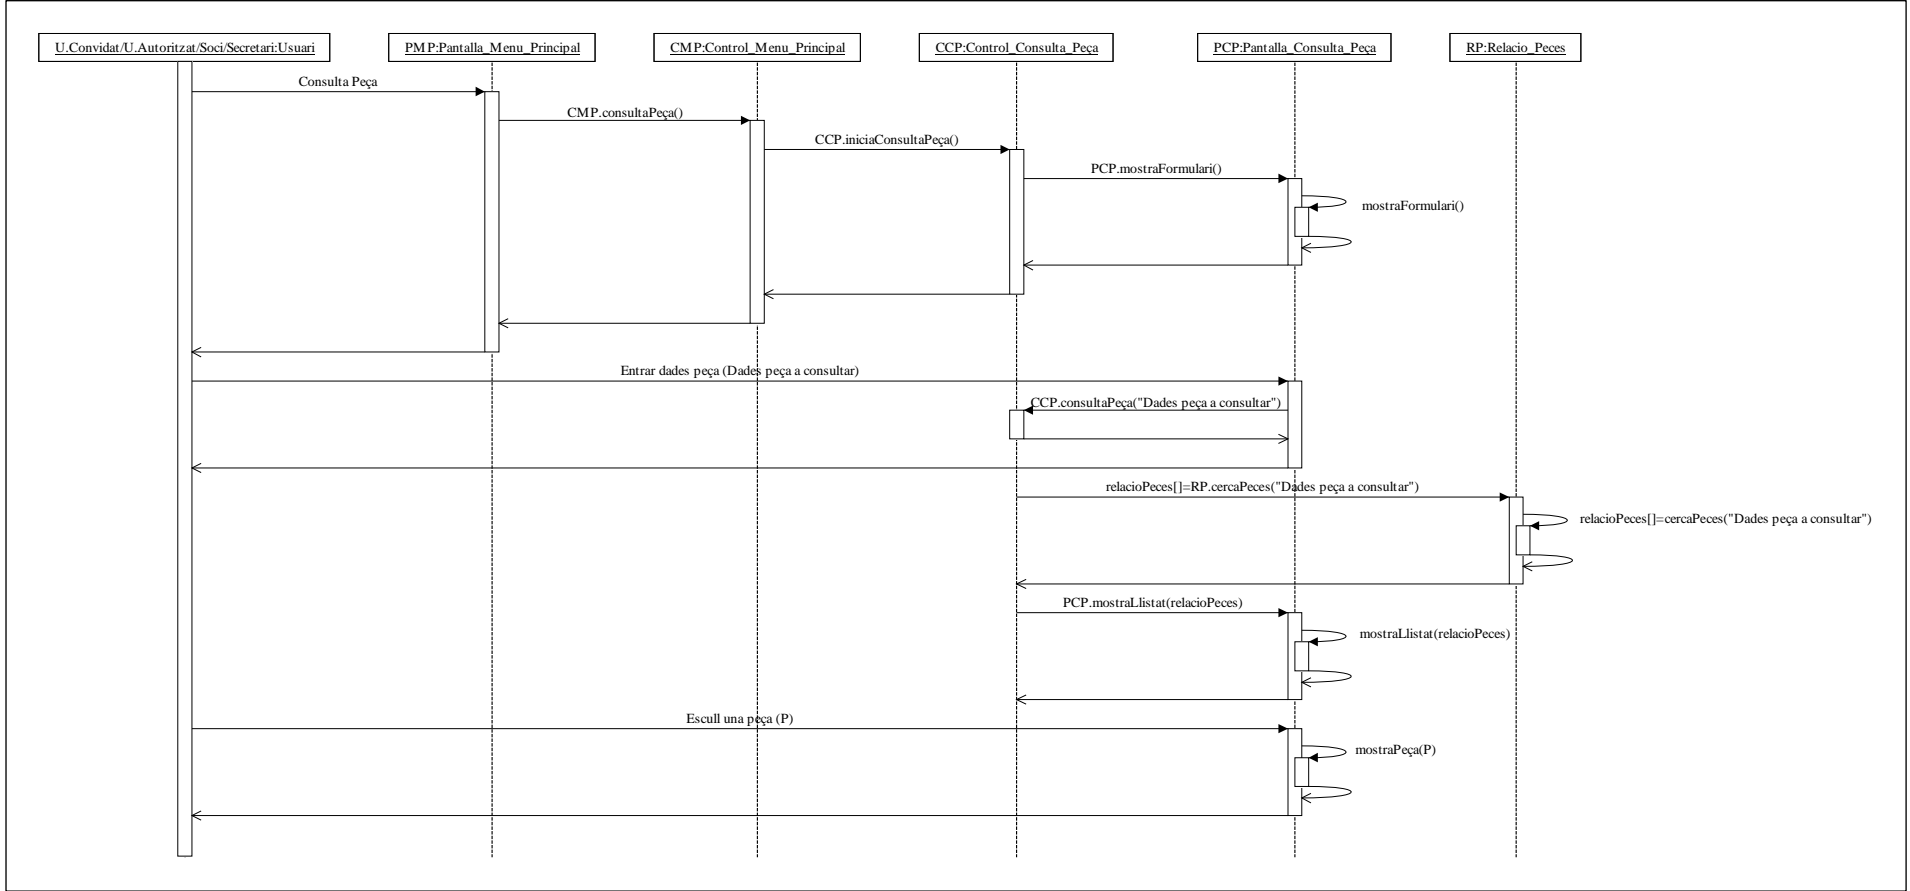 U.Convidat/U.Autoritzat/Soci/Secretari:Usuari
PMP:Pantalla_Menu_Principal
CMP:Control_Menu_Principal
CCP:Control_Consulta_Peça
PCP:Pantalla_Consulta_Peça
RP:Relacio_Peces
Consulta Peça
CMP.consultaPeça()
CCP.iniciaConsultaPeça()
PCP.mostraFormulari()
mostraFormulari()
Entrar dades peça (Dades peça a consultar)
CCP.consultaPeça("Dades peça a consultar")
relacioPeces[]=RP.cercaPeces("Dades peça a consultar")
relacioPeces[]=cercaPeces("Dades peça a consultar")
PCP.mostraLlistat(relacioPeces)
mostraLlistat(relacioPeces)
Escull una peça (P)
mostraPeça(P)